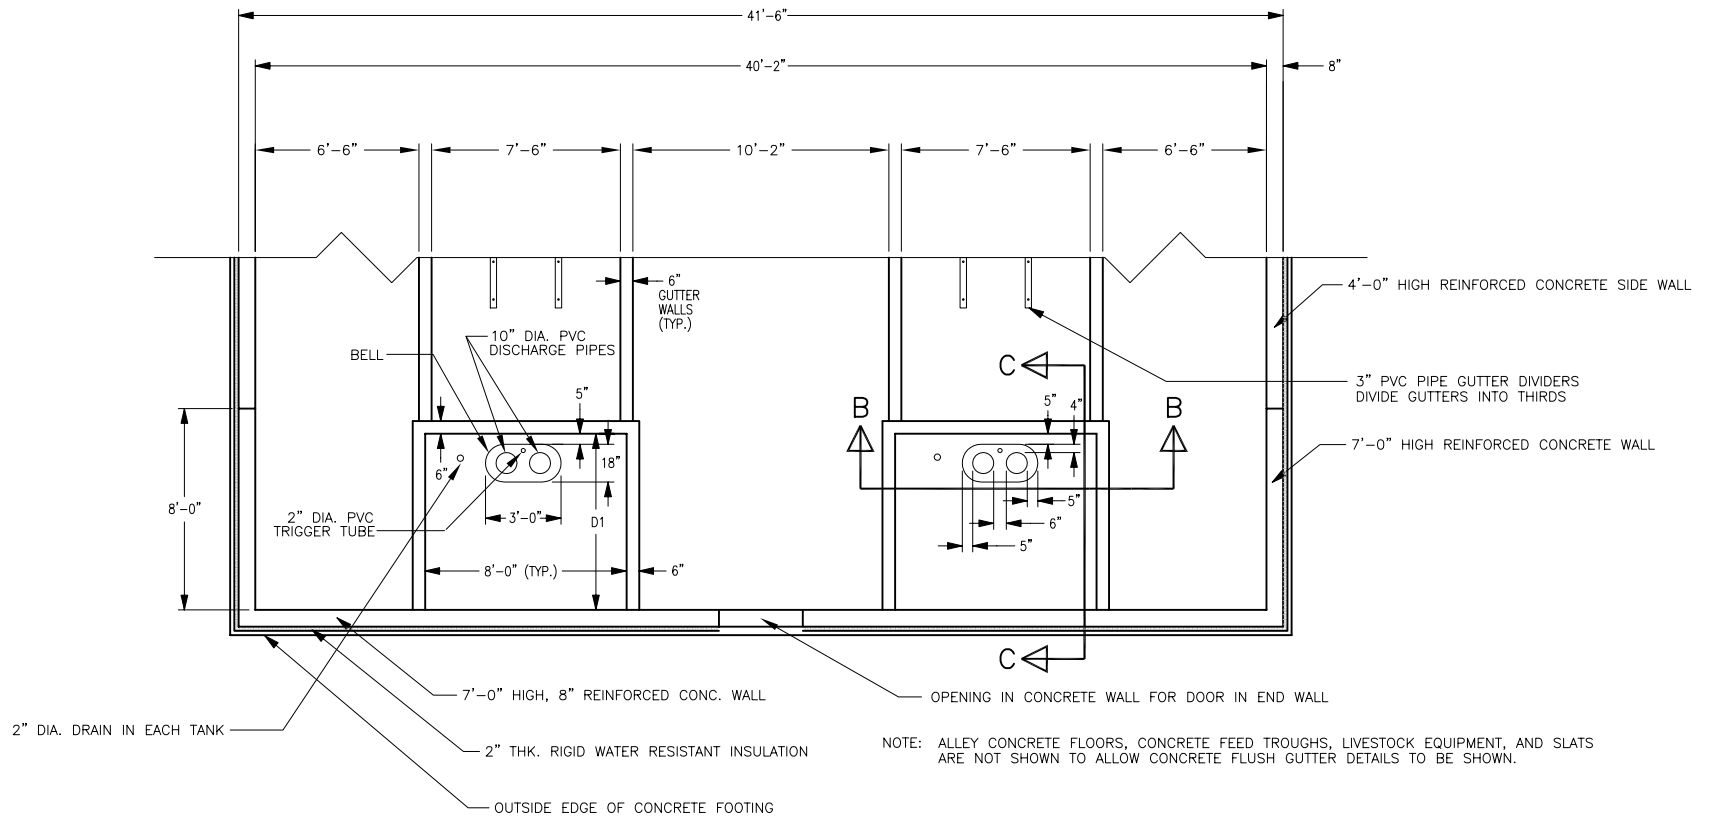 41'-6"
40'-2"
8"
6'-6"
7'-6"
10'-2"
7'-6"
6'-6"
6"
GUTTER
WALLS
(TYP.)
4'-0" HIGH REINFORCED CONCRETE SIDE WALL
10" DIA. PVC
DISCHARGE PIPES
BELL
C
3" PVC PIPE GUTTER DIVIDERS
DIVIDE GUTTERS INTO THIRDS
5"
5"
4"
B
B
7'-0" HIGH REINFORCED CONCRETE WALL
6"
18"
8'-0"
2" DIA. PVC
TRIGGER TUBE
3'-0"
D1
5"
6"
5"
8'-0" (TYP.)
6"
C
7'-0" HIGH, 8" REINFORCED CONC. WALL
OPENING IN CONCRETE WALL FOR DOOR IN END WALL
2" DIA. DRAIN IN EACH TANK
2" THK. RIGID WATER RESISTANT INSULATION
NOTE: ALLEY CONCRETE FLOORS, CONCRETE FEED TROUGHS, LIVESTOCK EQUIPMENT, AND SLATS
ARE NOT SHOWN TO ALLOW CONCRETE FLUSH GUTTER DETAILS TO BE SHOWN.
OUTSIDE EDGE OF CONCRETE FOOTING